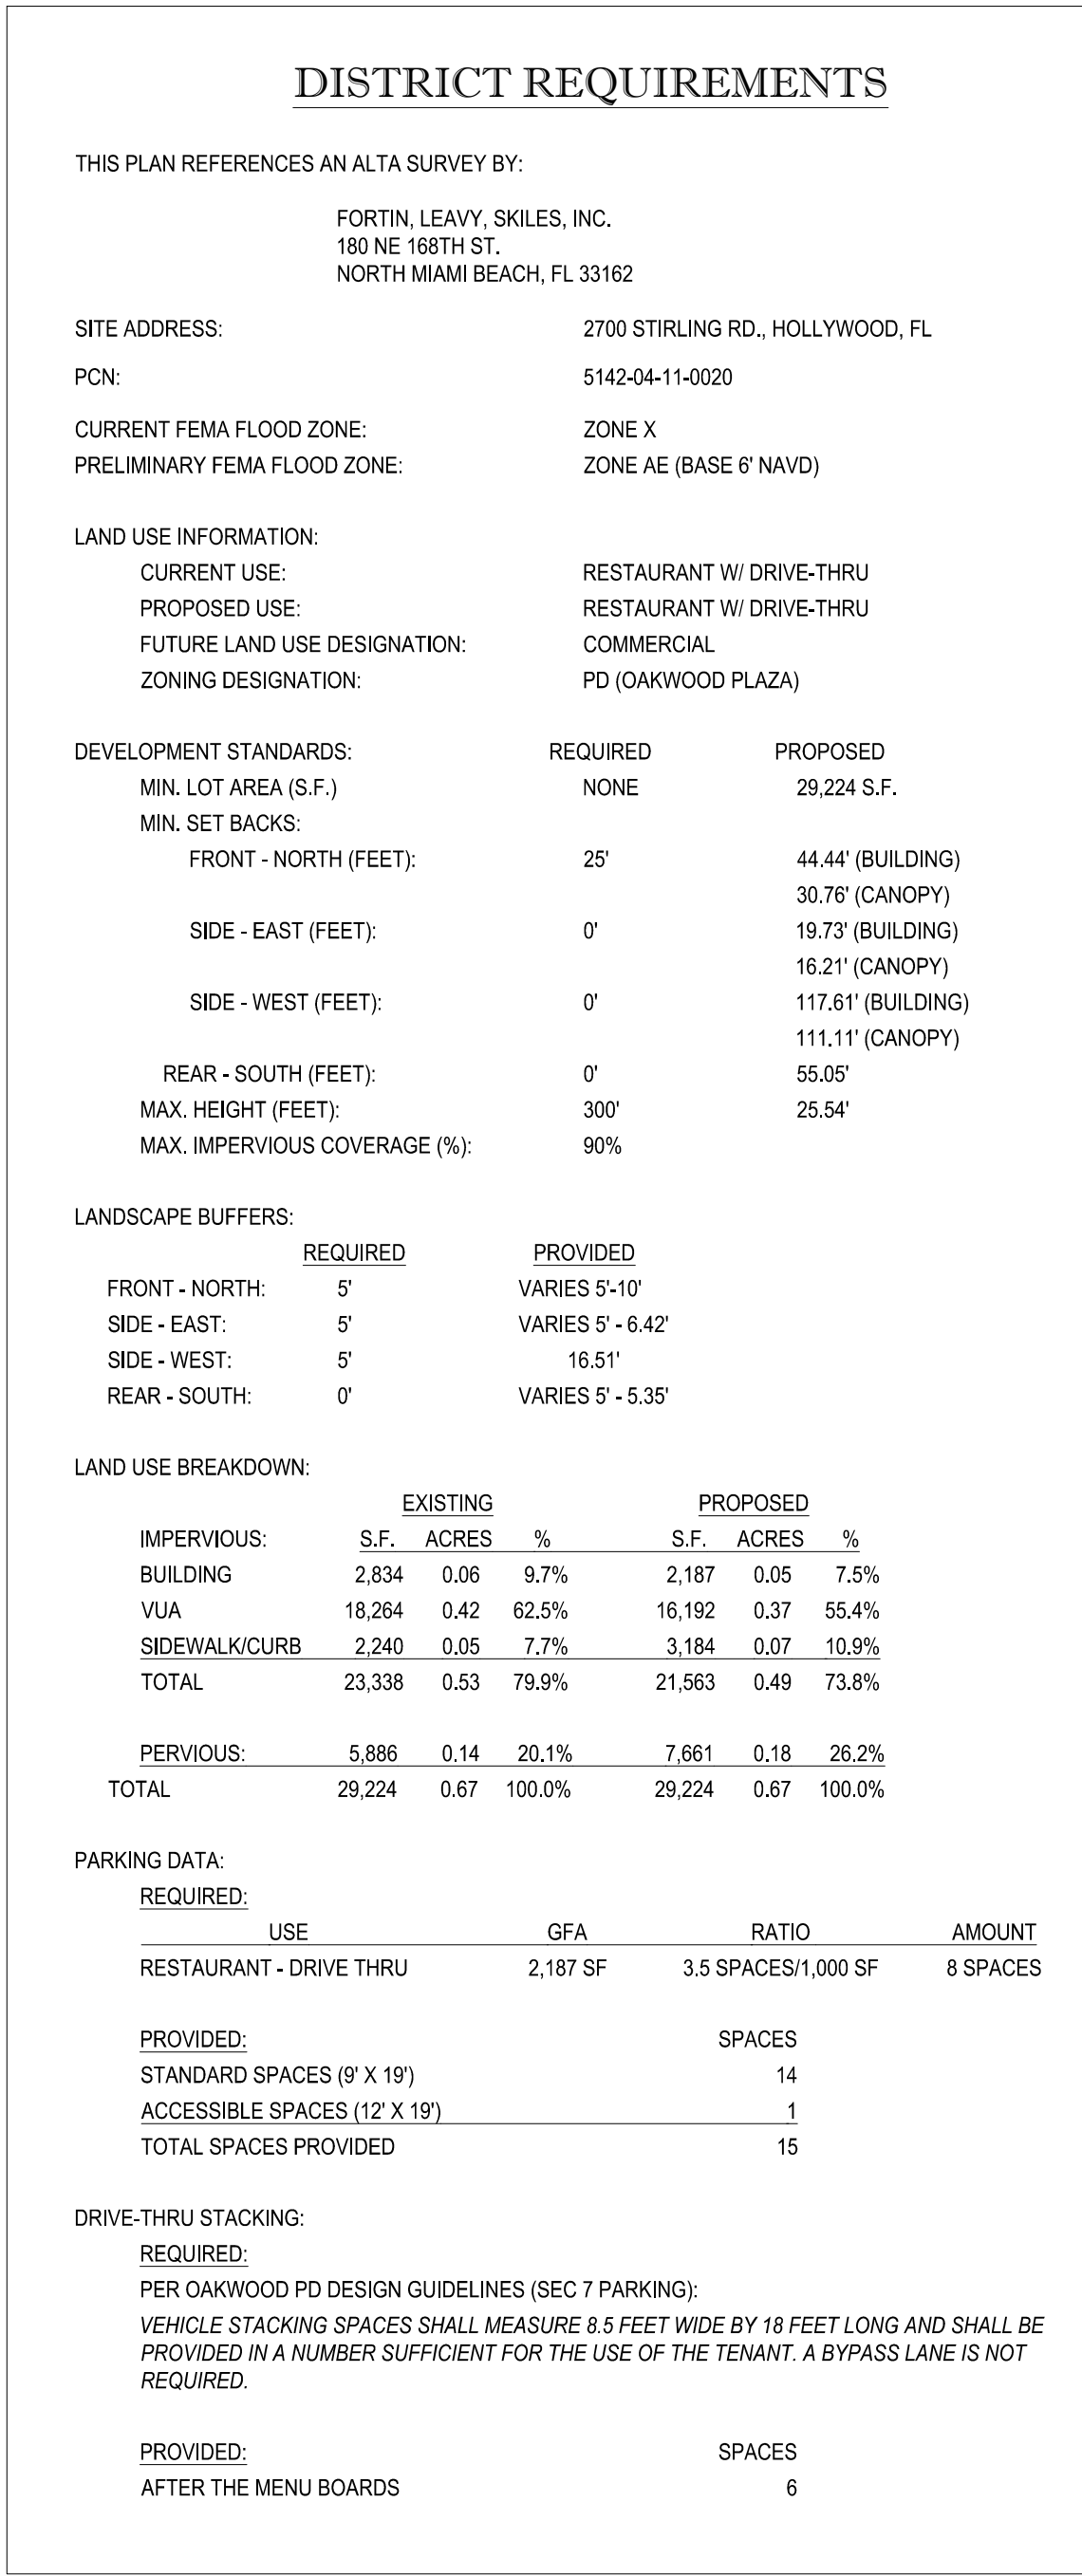 DISTRICT REQUIREMENTS
THIS PLAN REFERENCES AN ALTA SURVEY BY:
FORTIN, LEAVY, SKILES, INC.
180 NE 168TH ST.
NORTH MIAMI BEACH, FL 33162
SITE ADDRESS: 2700 STIRLING RD., HOLLYWOOD, FL
PCN: 5142-04-11-0020
CURRENT FEMA FLOOD ZONE: ZONE X
PRELIMINARY FEMA FLOOD ZONE: ZONE AE (BASE 6' NAVD)
LAND USE INFORMATION:
CURRENT USE: RESTAURANT W/ DRIVE-THRU
PROPOSED USE: RESTAURANT W/ DRIVE-THRU
FUTURE LAND USE DESIGNATION: COMMERCIAL
ZONING DESIGNATION: PD (OAKWOOD PLAZA)
DEVELOPMENT STANDARDS: REQUIRED PROPOSED
MIN. LOT AREA (S.F.) NONE 29,224 S.F.
MIN. SET BACKS:
FRONT - NORTH (FEET): 25' 44.44' (BUILDING)
30.76' (CANOPY)
SIDE - EAST (FEET): 0' 19.73' (BUILDING)
16.21' (CANOPY)
SIDE - WEST (FEET): 0' 117.61' (BUILDING)
111.11' (CANOPY)
REAR - SOUTH (FEET): 0' 55.05'
MAX. HEIGHT (FEET): 300' 25.54'
MAX. IMPERVIOUS COVERAGE (%): 90%
LANDSCAPE BUFFERS:
REQUIRED PROVIDED
FRONT - NORTH: 5' VARIES 5'-10'
SIDE - EAST: 5' VARIES 5' - 6.42'
SIDE - WEST: 5' 16.51'
REAR - SOUTH: 0' VARIES 5' - 5.35'
LAND USE BREAKDOWN:
EXISTING PROPOSED
IMPERVIOUS: S.F. ACRES % S.F. ACRES %
BUILDING 2,834 0.06 9.7% 2,187 0.05 7.5%
VUA 18,264 0.42 62.5% 16,192 0.37 55.4%
SIDEWALK/CURB 2,240 0.05 7.7% 3,184 0.07 10.9%
TOTAL 23,338 0.53 79.9% 21,563 0.49 73.8%
PERVIOUS: 5,886 0.14 20.1% 7,661 0.18 26.2%
TOTAL 29,224 0.67 100.0% 29,224 0.67 100.0%
PARKING DATA:
REQUIRED:
USE GFA RATIO AMOUNT
RESTAURANT - DRIVE THRU 2,187 SF 3.5 SPACES/1,000 SF 8 SPACES
PROVIDED: SPACES
STANDARD SPACES (9' X 19') 14
ACCESSIBLE SPACES (12' X 19') 1
TOTAL SPACES PROVIDED 15
DRIVE-THRU STACKING:
REQUIRED:
PER OAKWOOD PD DESIGN GUIDELINES (SEC 7 PARKING):
VEHICLE STACKING SPACES SHALL MEASURE 8.5 FEET WIDE BY 18 FEET LONG AND SHALL BE
PROVIDED IN A NUMBER SUFFICIENT FOR THE USE OF THE TENANT. A BYPASS LANE IS NOT
REQUIRED.
PROVIDED: SPACES
AFTER THE MENU BOARDS 6